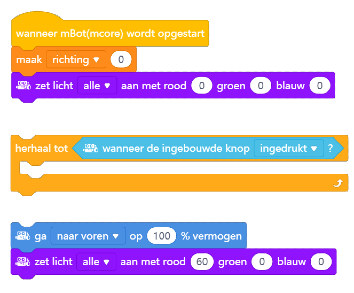 wanneer mBot(mcore) wordt opgestart
maak richting 0
zet licht alle aan met rood 0 groen 0 blauw 0
herhaal tot wanneer de ingebouwde knop ingedrukt ?
ga naar voren op 100 % vermogen
zet licht alle aan met rood 60 groen 0 blauw 0